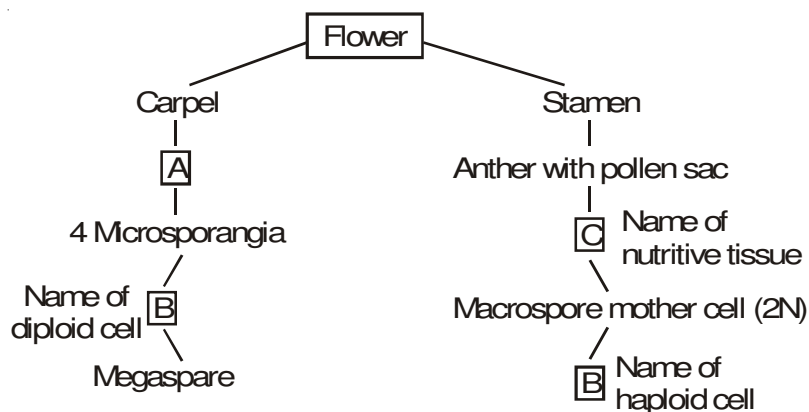 Flower
Carpel
Stamen
A
Anther with pollen sac
4 Microsporangia
C
Name of
nutritive tissue
Name of
diploid cell
B
Macrospore mother cell (2N)
Megaspare
B
Name of
haploid cell